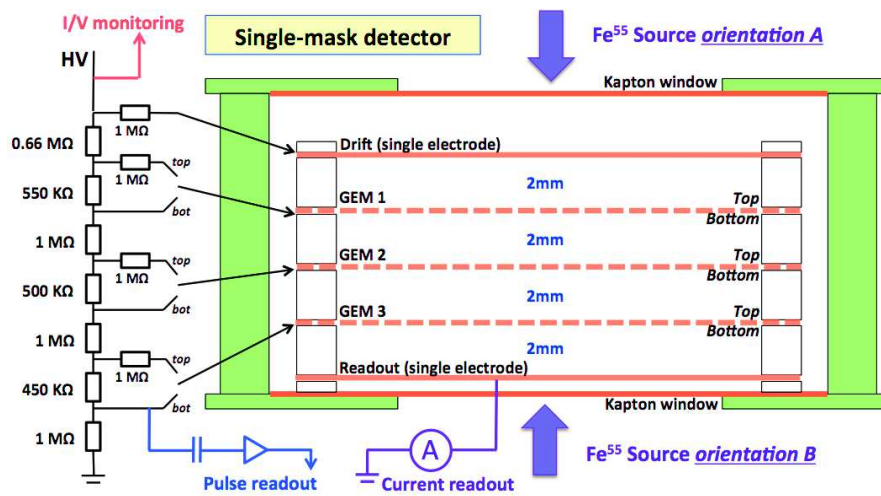 I/V monitoring
HV
Single-mask detector
Fe55 Source orientation A
Kapton window
1 MΩ
0.66 MΩ
Drift (single electrode)
top
1 MΩ
2mm
550 KΩ
GEM 1
Top
bot
Bottom
1 MΩ
2mm
top
GEM 2
Top
1 MΩ
Bottom
500 KΩ
bot
2mm
GEM 3
Top
1 MΩ
Bottom
top
2mm
1 MΩ
Readout (single electrode)
450 KΩ
bot
Kapton window
1 MΩ
A
Fe55 Source orientation B
Pulse readout
Current readout